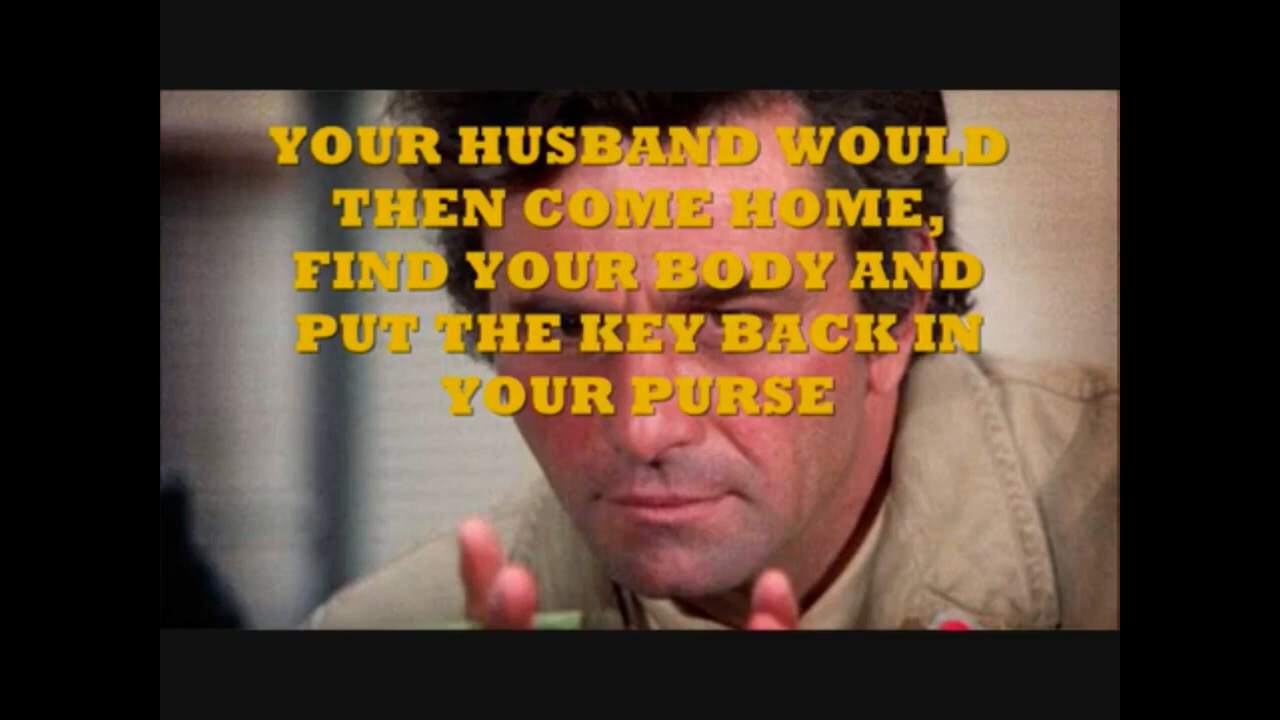 YOUR HUSBAND WOULD
THEN COME HOME,
FIND YOUR BODY AND
PUT THE KEY BACK IN
YOUR PURSE